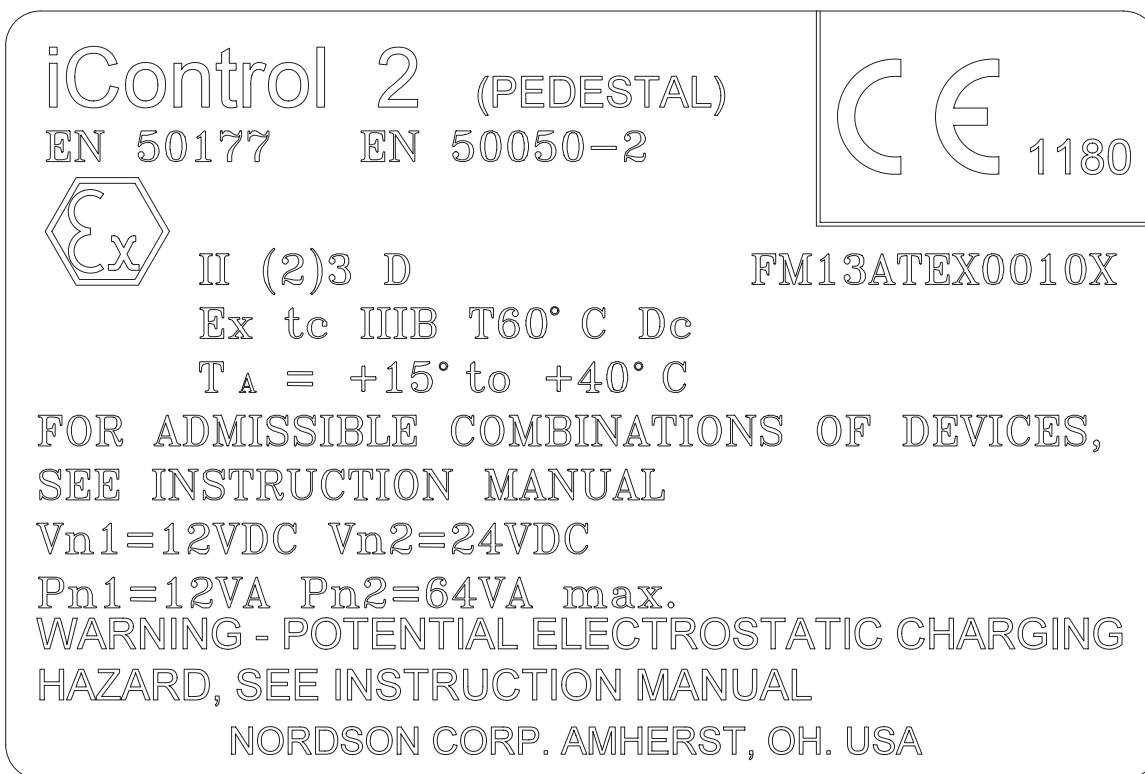 iControl 2 (PEDESTAL)
CE 1180
EN 50177 EN 50050-2
Ex
II (2)3 D FM13ATEX0010X
Ex tc IIIB T60° C Dc
TA = +15° to +40° C
FOR ADMISSIBLE COMBINATIONS OF DEVICES,
SEE INSTRUCTION MANUAL
Vn1=12VDC Vn2=24VDC
Pn1=12VA Pn2=64VA max.
WARNING - POTENTIAL ELECTROSTATIC CHARGING
HAZARD, SEE INSTRUCTION MANUAL
NORDSON CORP. AMHERST, OH. USA